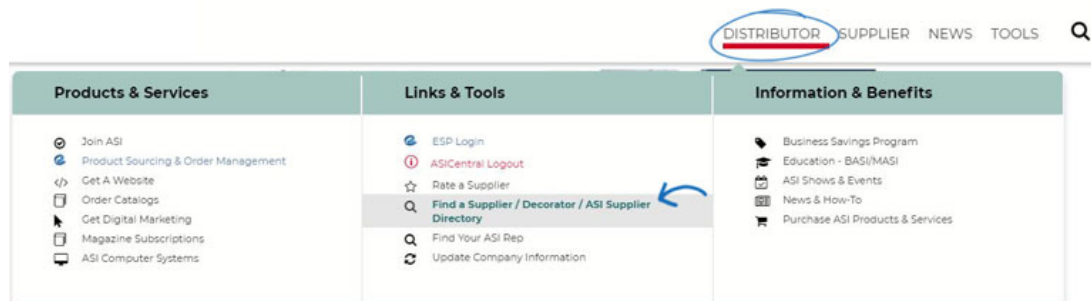 DISTRIBUTOR SUPPLIER NEWS TOOLS
Products & Services
Join ASI
Product Sourcing & Order Management
Get A Website
Order Catalogs
Get Digital Marketing
Magazine Subscriptions
ASI Computer Systems
Links & Tools
ESP Login
ASICentral Logout
Rate a Supplier
Find a Supplier / Decorator / ASI Supplier
Directory
Find Your ASI Rep
Update Company Information
Information & Benefits
Business Savings Program
Education - BASI/MASI
ASI Shows & Events
News & How-To
Purchase ASI Products & Services